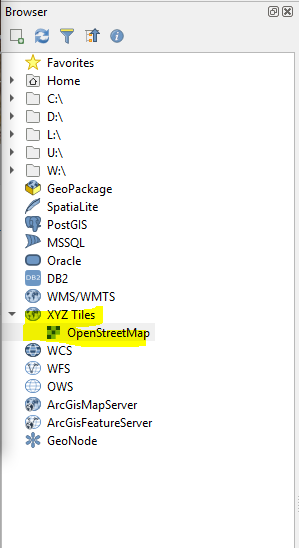 Browser
Favorites
Home
C:\
D:\
L:\
U:\
W:\
GeoPackage
SpatiaLite
PostGIS
MSSQL
Oracle
DB2 DB2
WMS/WMTS
XYZ Tiles
OpenStreetMap
WCS
WFS
OWS
ArcGisMapServer
ArcGisFeatureServer
GeoNode